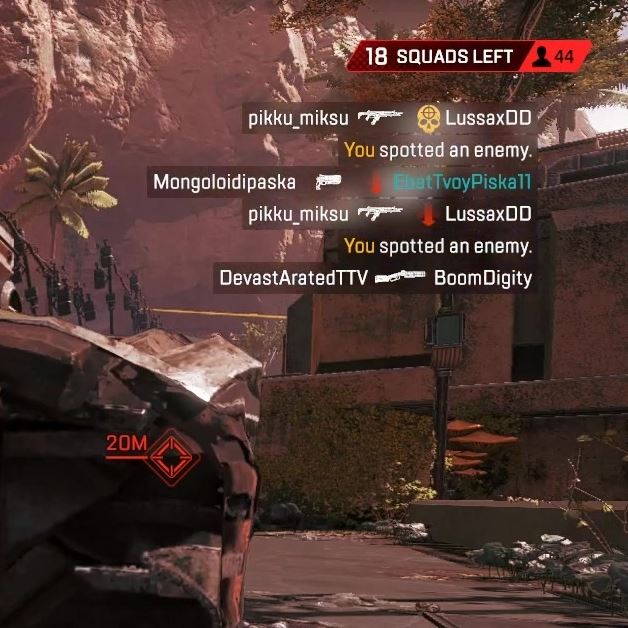 18 SQUADS LEFT 44
pikku_miksu LussaxDD
You spotted an enemy.
Mongoloidipaska EbatTvoyPiska11
pikku_miksu LussaxDD
You spotted an enemy.
DevastAratedTTV BoomDigity
20M